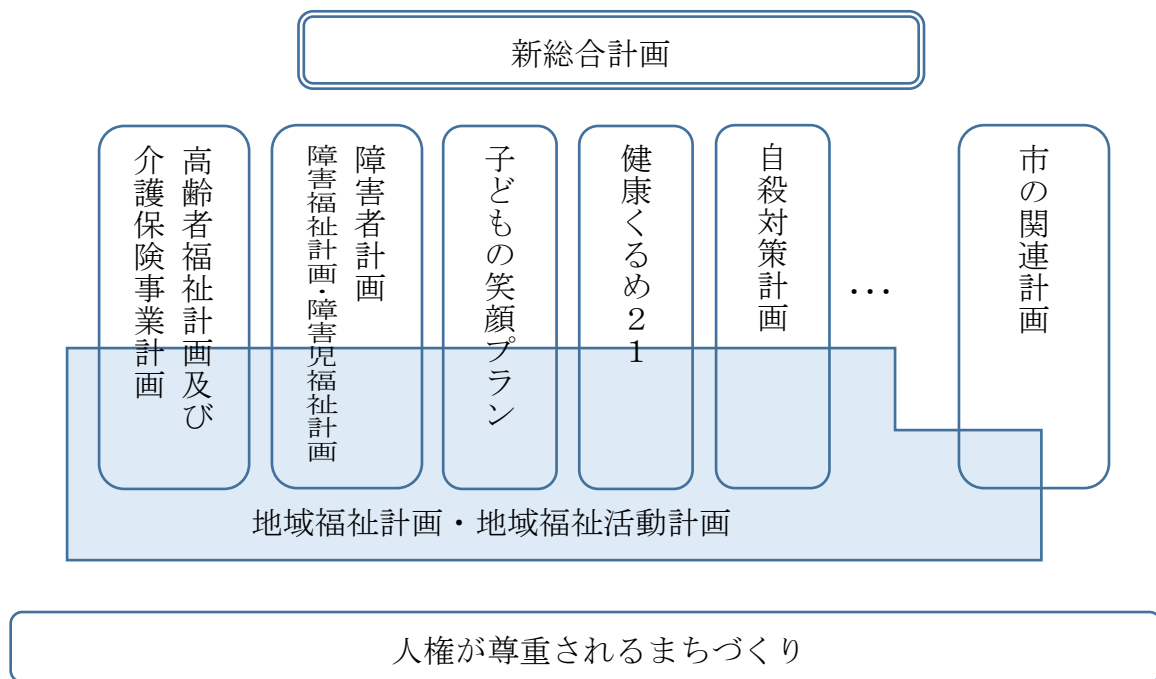 新総合計画
高齢者福祉計画及び
介護保険事業計画
障害者計画
障害福祉計画・障害児福祉計画
子どもの笑顔プラン
健康くるめ２１
自殺対策計画
…
市の関連計画
地域福祉計画・地域福祉活動計画
人権が尊重されるまちづくり